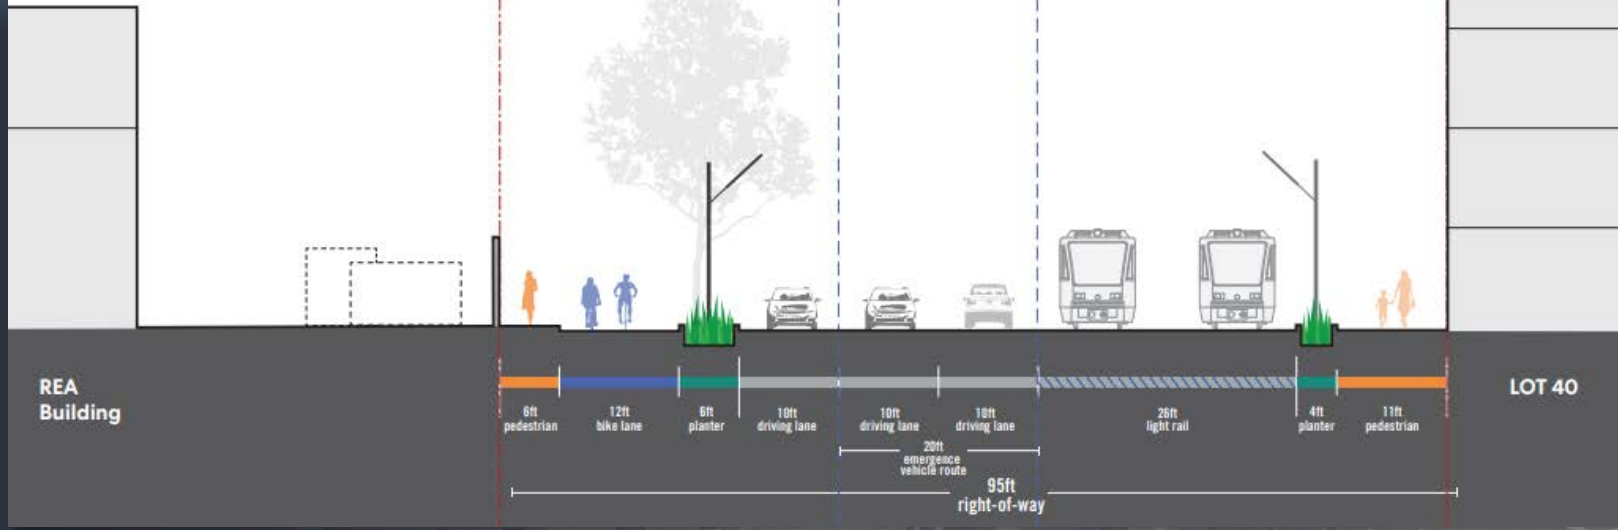 REA
Building
LOT 40
6ft
pedestrian
12ft
bike lane
6ft
planter
10ft
driving lane
10ft
driving lane
10ft
driving lane
26ft
light rail
4ft
planter
11ft
pedestrian
20ft
emergence
vehicle route
95ft
right-of-way